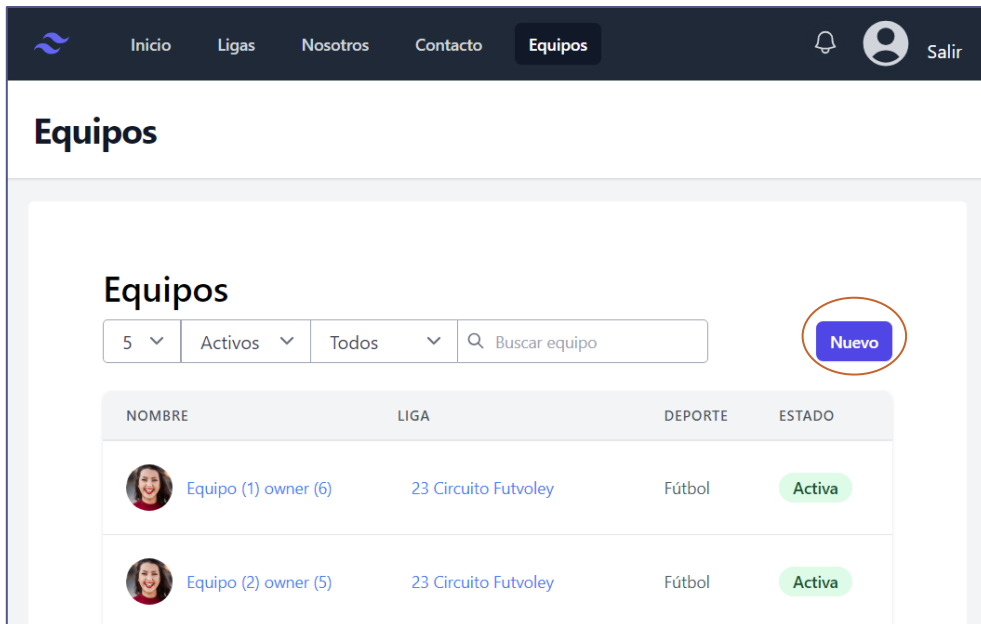 Inicio Ligas Nosotros Contacto Equipos Salir
Equipos
Equipos
5 Activos Todos Buscar equipo Nuevo
NOMBRE LIGA DEPORTE ESTADO
Equipo (1) owner (6) 23 Circuito Futvoley Fútbol Activa
Equipo (2) owner (5) 23 Circuito Futvoley Fútbol Activa